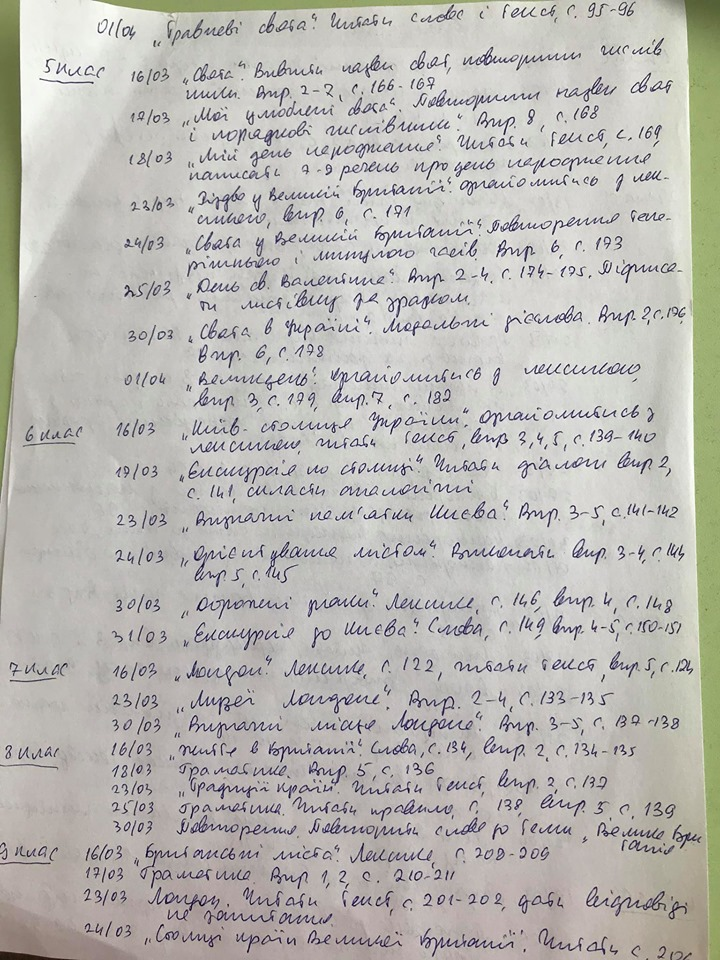 01/04 „Травневі свята". Читати слова і текст, с. 95-96
5 клас 16/03 „Свята". Вивчити назви свят, повторити числів
ники. Впр. 2-7, с. 166-167
17/03 „Мої улюблені свята". Повторити назви свят
і порядкові числівники. Впр. 8, с. 168
18/03 „Мій день народження". Читати текст, с. 169,
написати 7-9 речень про день народження
23/03 „Різдво у Великій Британії". Ознайомитись з лек-
сикою, впр. 6, с. 171
24/03 „Свята у Великій Британії". Повторення тепе-
рішнього і минулого часів. Впр. 6, с. 173
25/03 „День св. Валентина". Впр. 2-4, с. 174-175. Підписа-
ти листівку за зразком.
30/03 „Свята в Україні". Модальні дієслова. Впр. 2, с. 176,
Впр. 6, с. 178
01/04 „Великдень". Ознайомитись з лексикою,
впр 3, с. 179, впр. 7, с. 182
6 клас 16/03 „Київ - столиця України", ознайомитись з
лексикою, читати текст, впр 3,4,5, с. 139-140
17/03 „Екскурсія по столиці". Читати діалоги впр 2,
с. 141, скласти аналогічні
23/03 „Визначні пам'ятки Києва". Впр. 3-5, с. 141-142
24/03 „Орієнтування містом". Виконати впр. 3-4, с. 144
впр. 5, с. 145
30/03 „Дорожні знаки". Лексика, с. 146, впр. 4, с. 148
31/03 „Екскурсія до Києва". Слова, с. 149 впр 4-5, с. 150-151
7 клас 16/03 „Лондон". Лексика, с. 122, читати текст, впр. 5, с. 124
23/03 „Музеї Лондона". Впр. 2-4, с. 133-135
30/03 „Визначні місця Лондона". Впр. 3-5, с. 137-138
8 клас 16/03 „Життя в Британії". Слова, с. 134, впр. 2, с. 134-135
18/03 Граматика. Впр. 5, с. 136
23/03 „Традиції країн". Читати текст, впр. 2, с. 137
25/03 Граматика. Читати правило, с. 138, впр. 5, с. 139
30/03 Повторення. Повторити слова до теми „Велика Бри
танія"
9 клас 16/03 „Британські міста". Лексика, с. 208-209
17/03 Граматика. Впр 1, 2, с. 210-211
23/03 Лондон. Читати текст, с. 201-202, дати відповіді
на запитання.
24/03 „Столиці країн Великої Британії". Читати с.